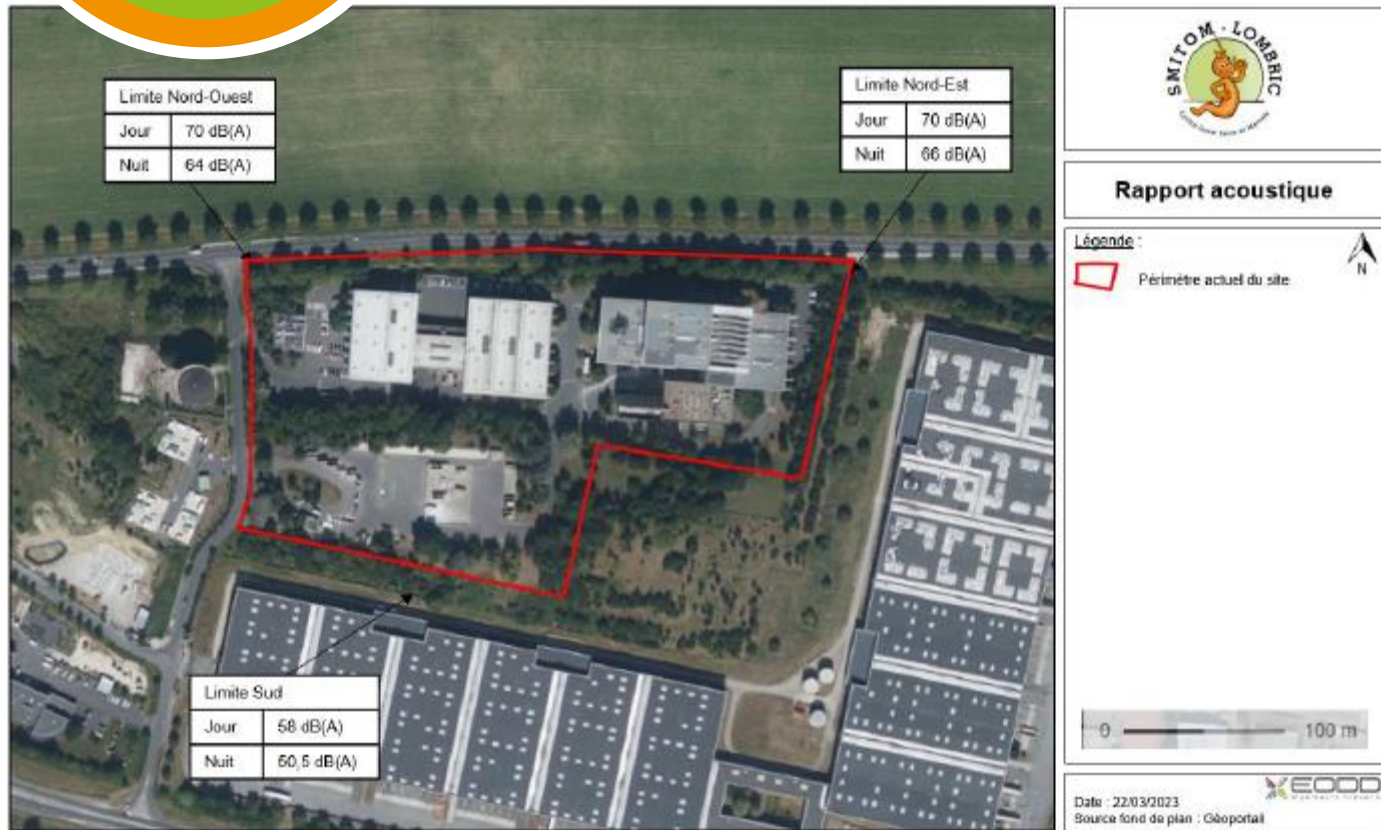 Limite Nord-Ouest
Jour 70 dB(A)
Nuit 64 dB(A)
Limite Nord-Est
Jour 70 dB(A)
Nuit 66 dB(A)
Limite Sud
Jour 58 dB(A)
Nuit 50,5 dB(A)
SMITOM - LOMBRIC
Rapport acoustique
Légende :
N
Périmètre actuel du site
0 100 m
EODD
Date : 22/03/2023
Source fond de plan : Géoportail